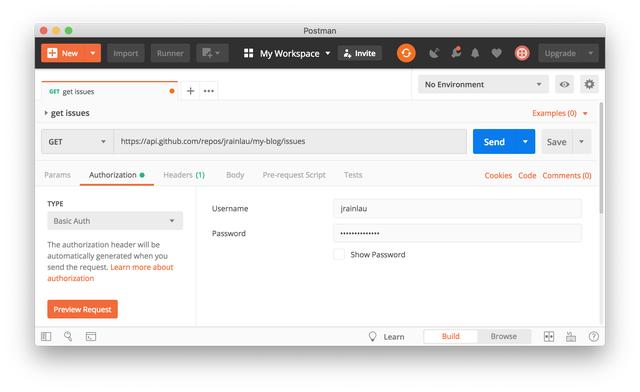 Postman
New Import Runner My Workspace Invite Upgrade
GET get issues No Environment
get issues Examples (0)
GET https://api.github.com/repos/jrainlau/my-blog/issues Send Save
Params Authorization Headers (1) Body Pre-request Script Tests Cookies Code Comments (0)
TYPE
Basic Auth
The authorization header will be
automatically generated when you
send the request. Learn more about
authorization
Preview Request
Username jrainlau
Password ••••••••••••••
Show Password
Learn Build Browse